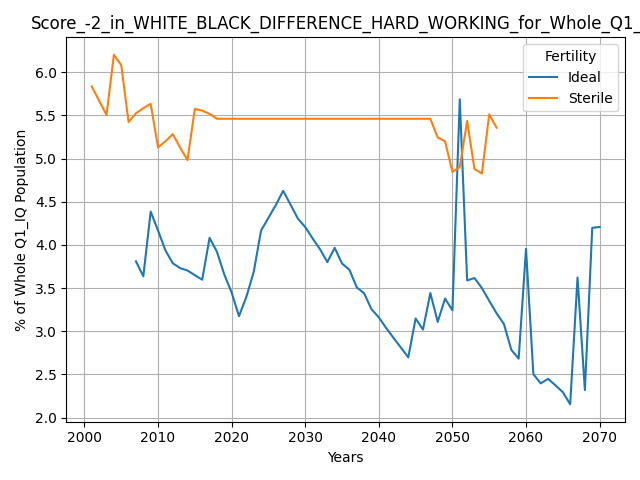 Score_-2_in_WHITE_BLACK_DIFFERENCE_HARD_WORKING_for_Whole_Q1_
Fertility
Ideal
Sterile
% of Whole Q1_IQ Population
6.0
5.5
5.0
4.5
4.0
3.5
3.0
2.5
2.0
2000 2010 2020 2030 2040 2050 2060 2070
Years